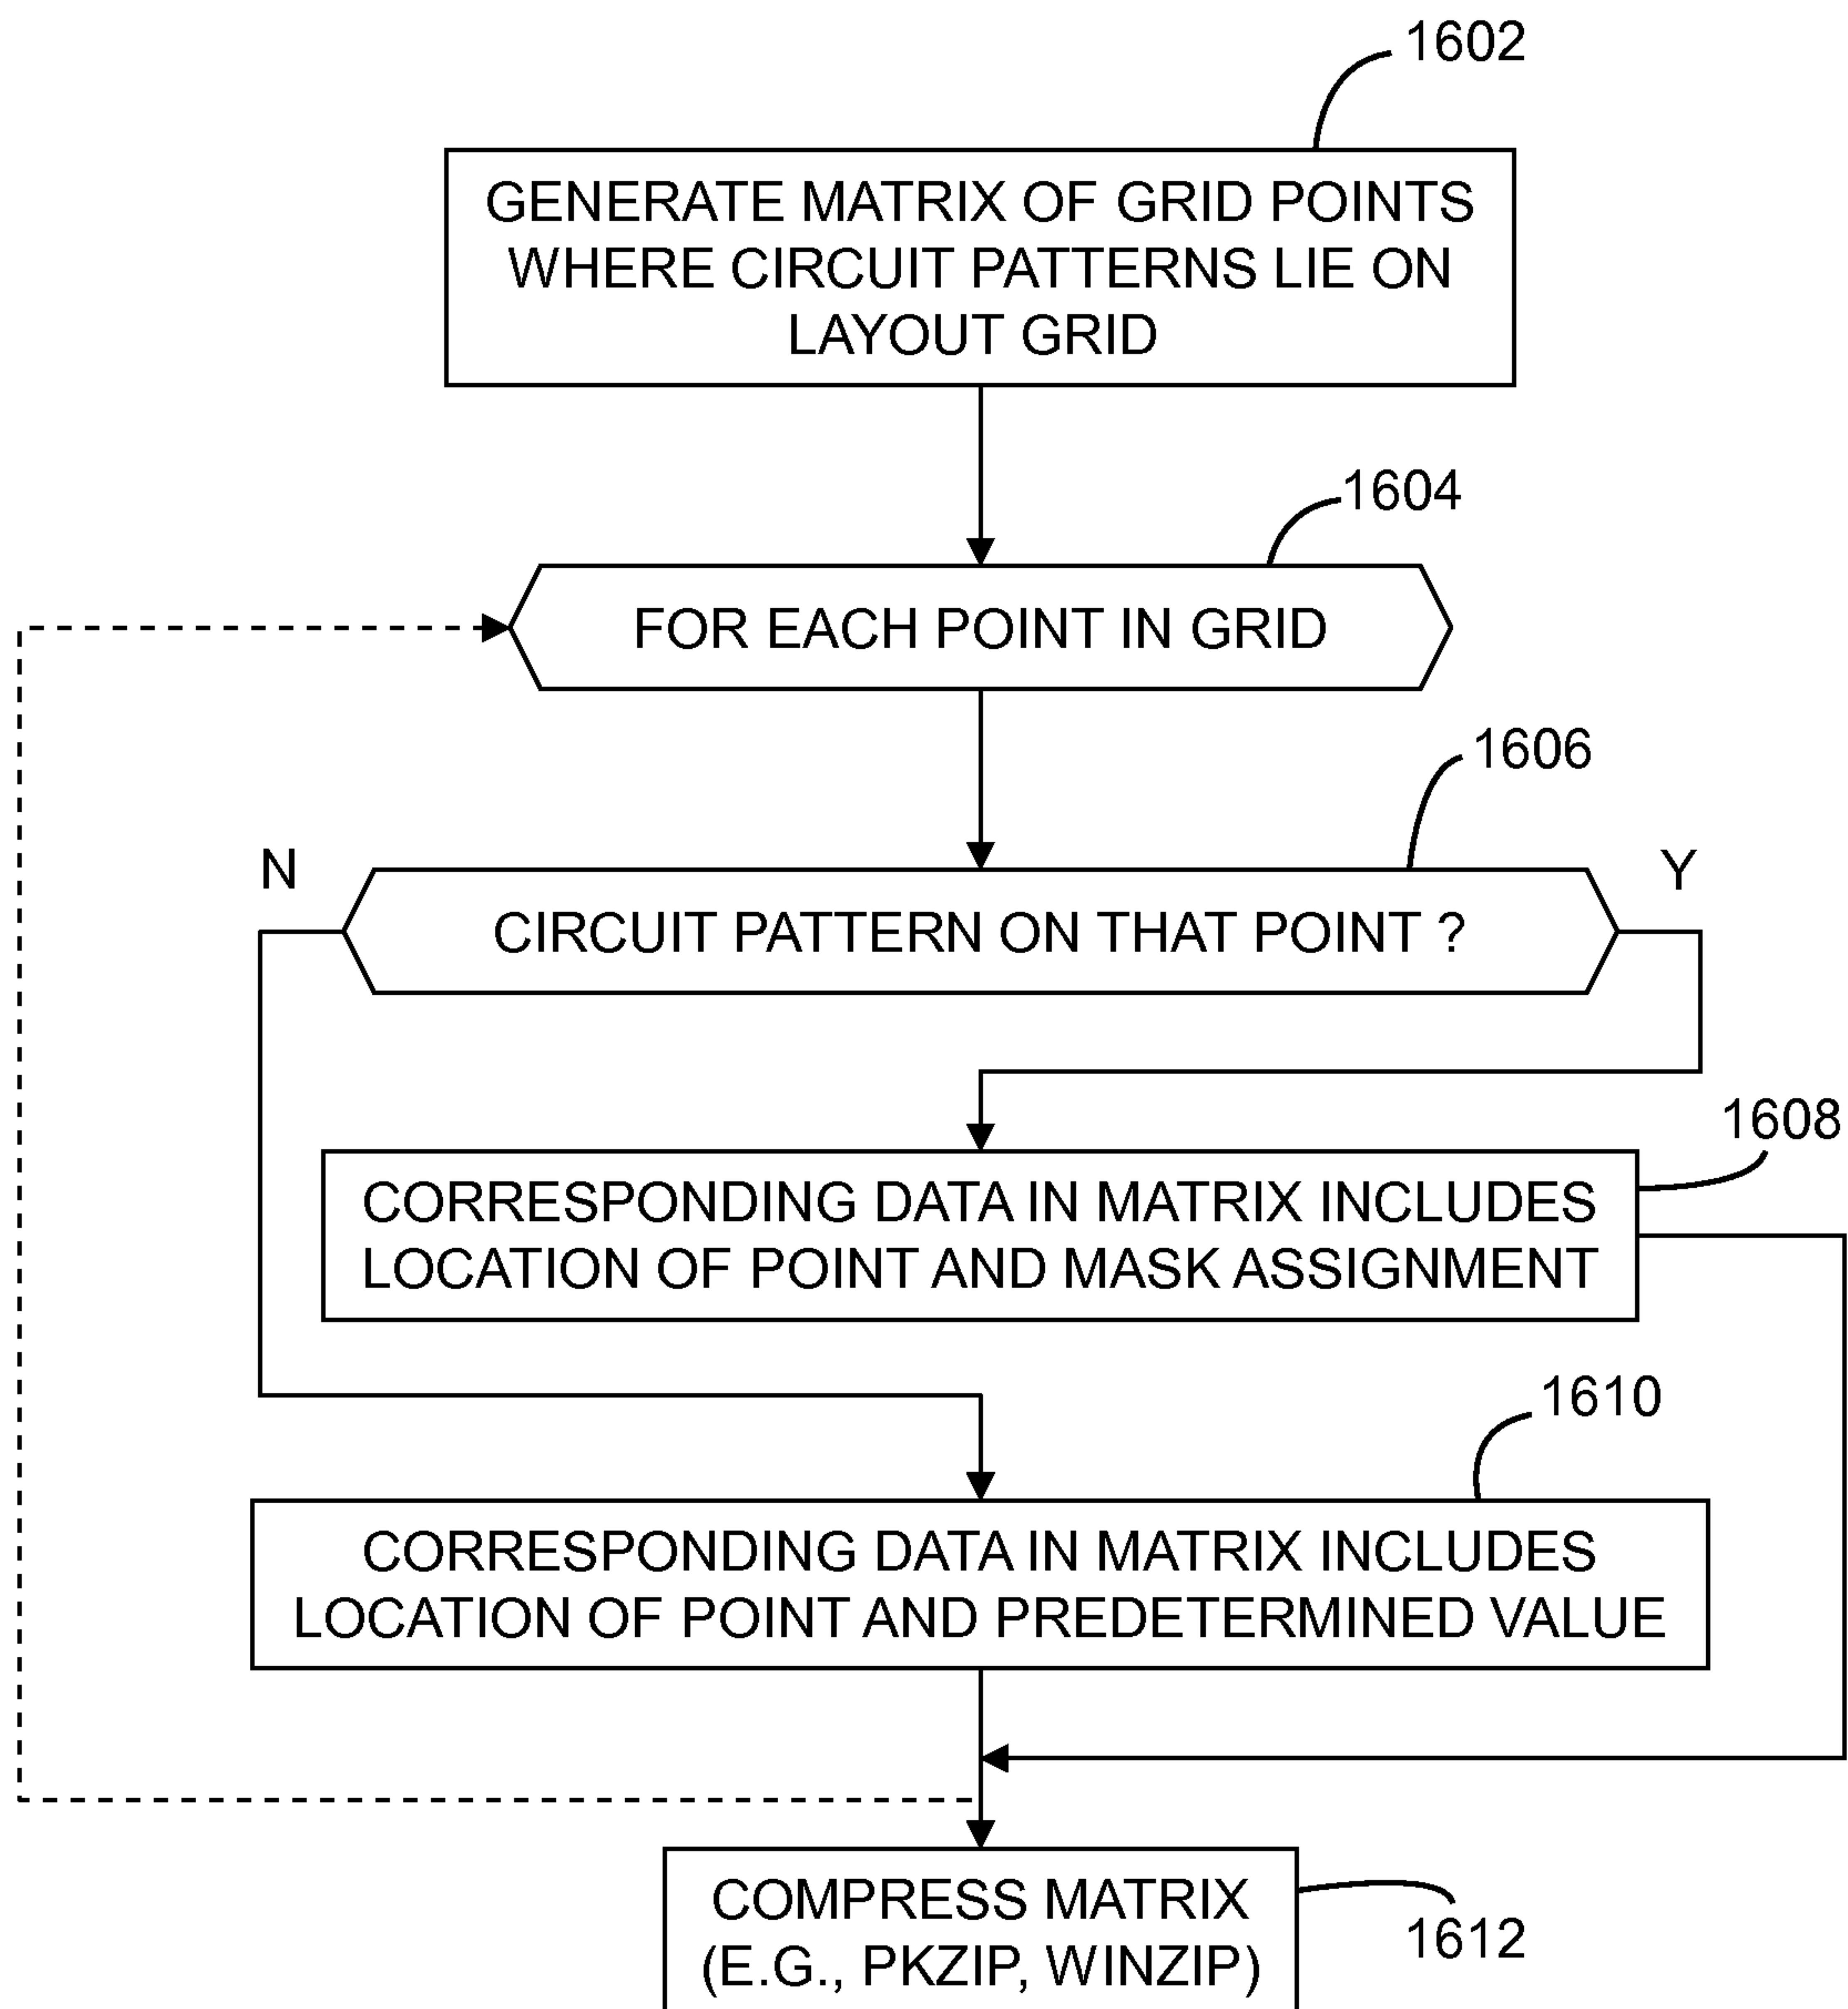 1602
GENERATE MATRIX OF GRID POINTS
WHERE CIRCUIT PATTERNS LIE ON
LAYOUT GRID
1604
FOR EACH POINT IN GRID
1606
N
Y
CIRCUIT PATTERN ON THAT POINT ?
1608
CORRESPONDING DATA IN MATRIX INCLUDES
LOCATION OF POINT AND MASK ASSIGNMENT
1610
CORRESPONDING DATA IN MATRIX INCLUDES
LOCATION OF POINT AND PREDETERMINED VALUE
COMPRESS MATRIX
(E.G., PKZIP, WINZIP)
1612